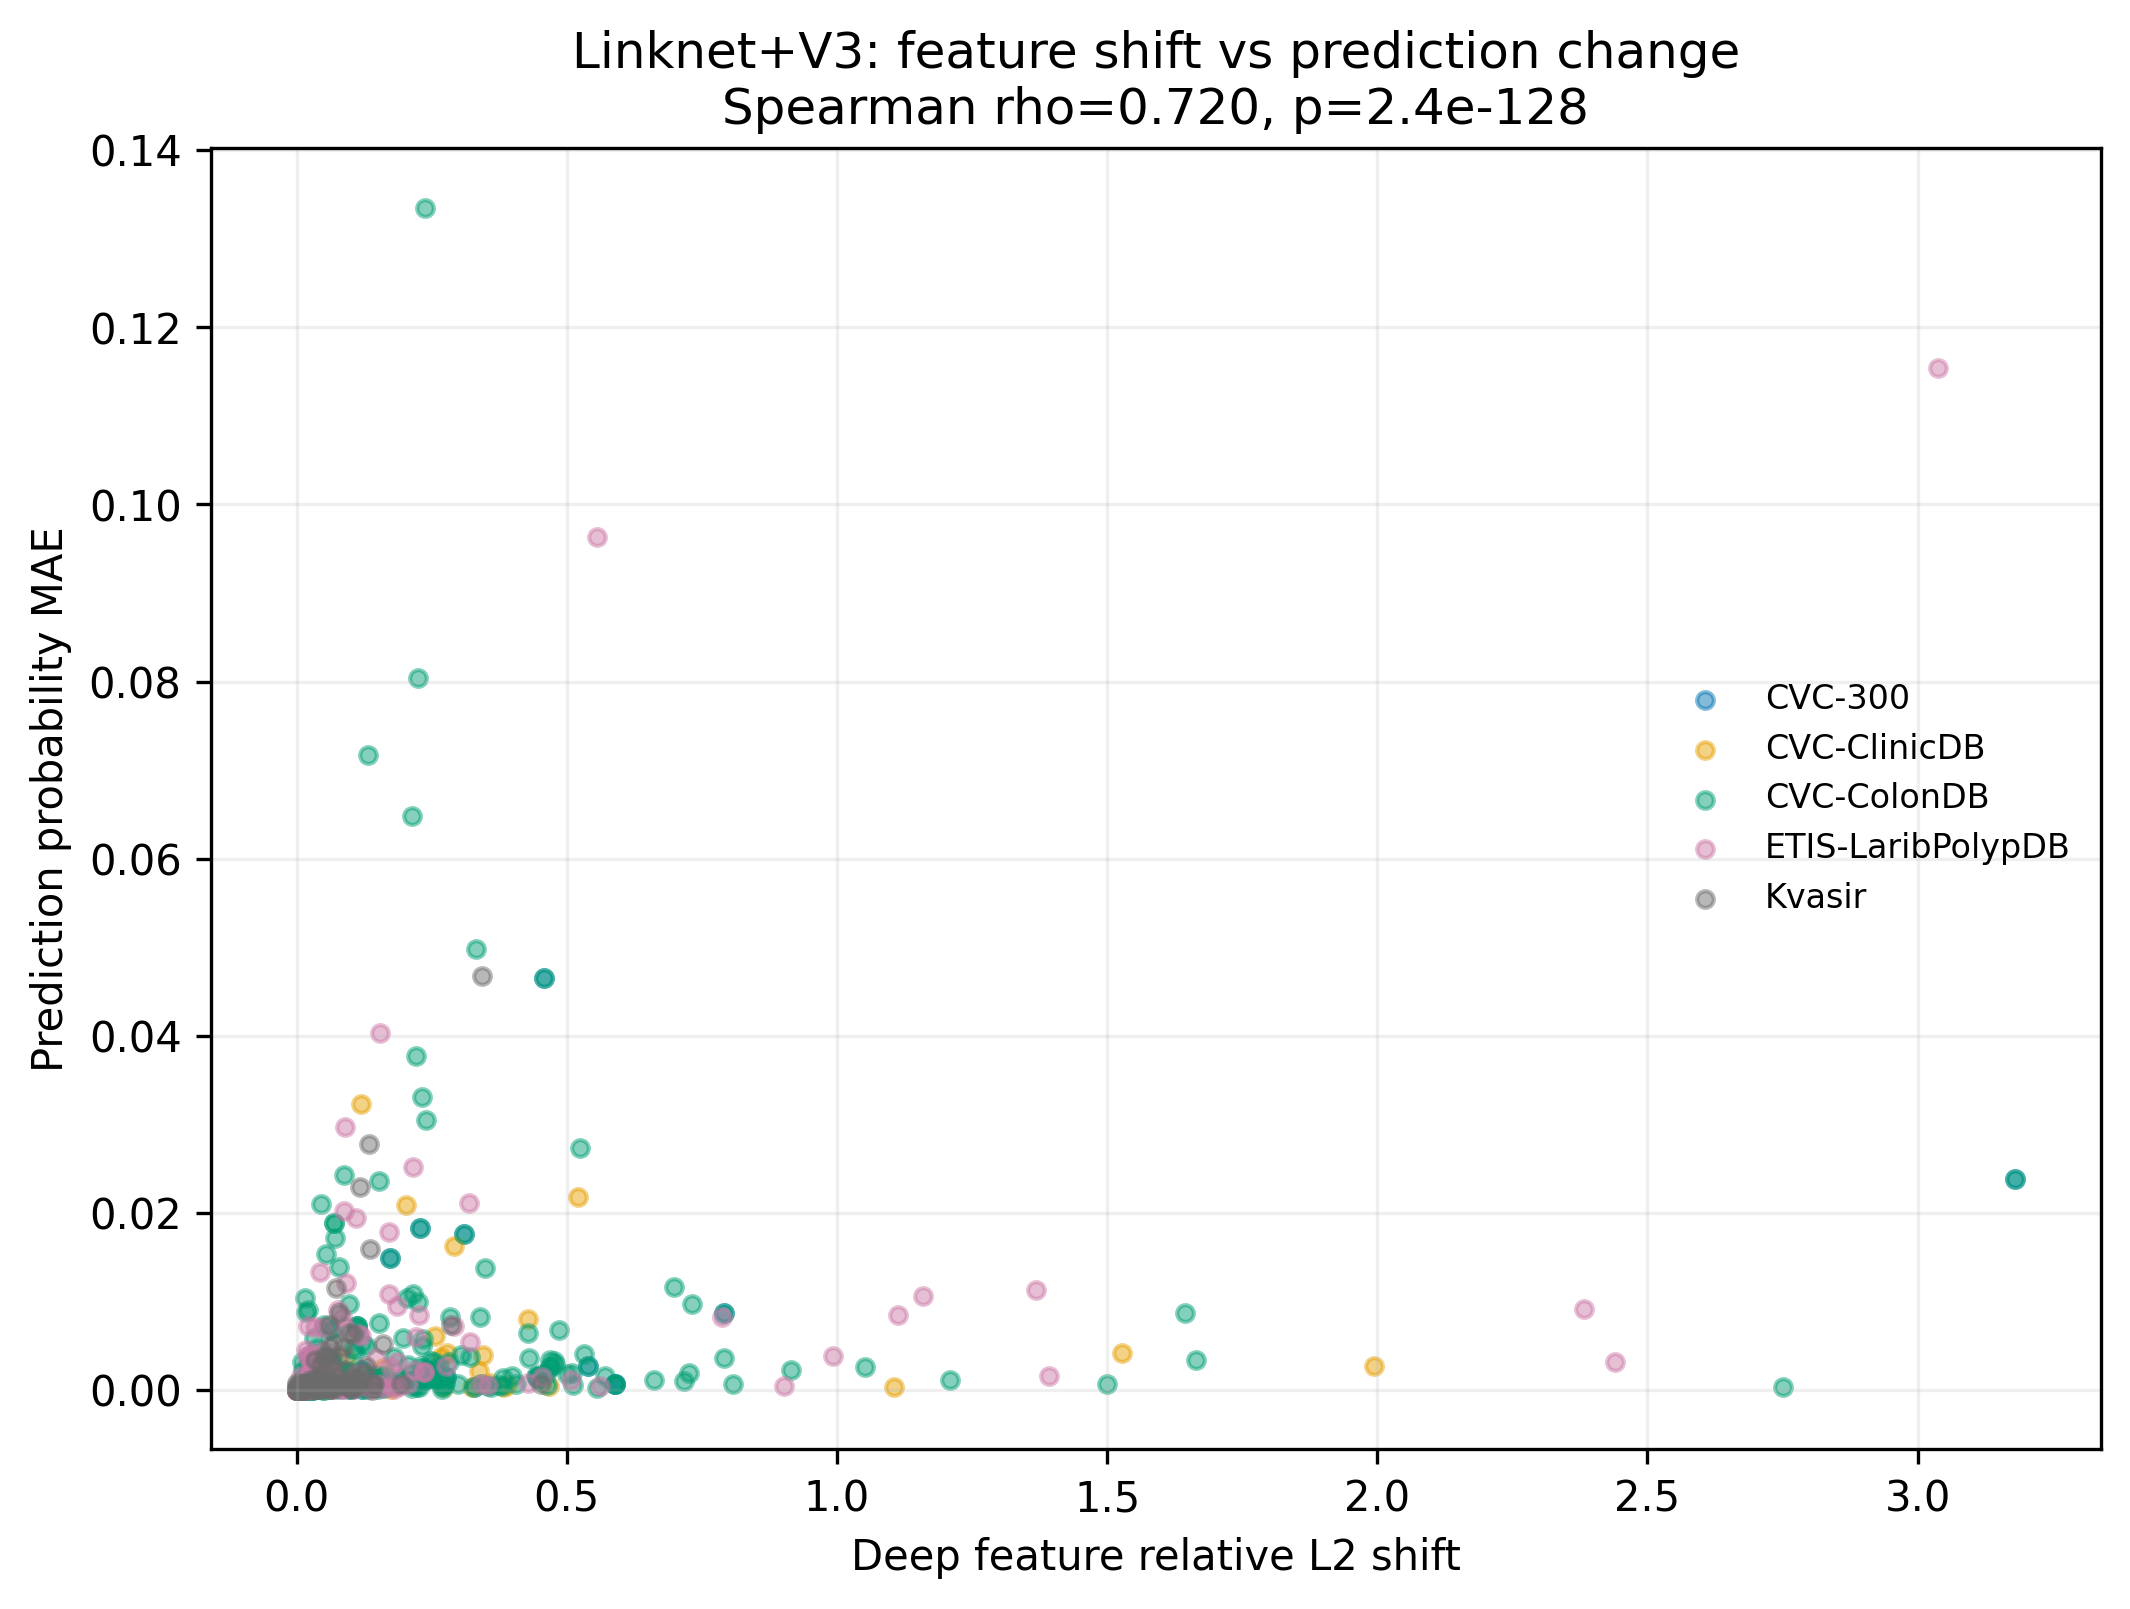 Linknet+V3: feature shift vs prediction change
Spearman rho=0.720, p=2.4e-128
Prediction probability MAE
0.14
0.12
0.10
0.08
0.06
0.04
0.02
0.00
CVC-300
CVC-ClinicDB
CVC-ColonDB
ETIS-LaribPolypDB
Kvasir
0.0 0.5 1.0 1.5 2.0 2.5 3.0
Deep feature relative L2 shift